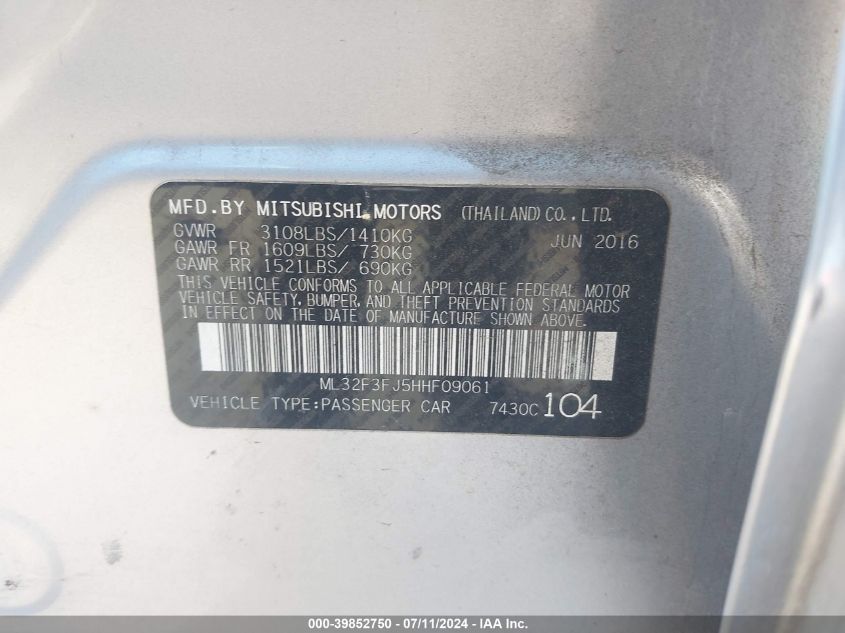 MFD. BY MITSUBISHI MOTORS (THAILAND) CO., LTD.
GVWR 3108LBS/1410KG JUN 2016
GAWR FR 1609LBS/ 730KG
GAWR RR 1521LBS/ 690KG
THIS VEHICLE CONFORMS TO ALL APPLICABLE FEDERAL MOTOR
VEHICLE SAFETY, BUMPER, AND THEFT PREVENTION STANDARDS
IN EFFECT ON THE DATE OF MANUFACTURE SHOWN ABOVE.
ML32F3FJ5HHF09061
VEHICLE TYPE:PASSENGER CAR 7430C 104
000-39852750 - 07/11/2024 - IAA Inc.